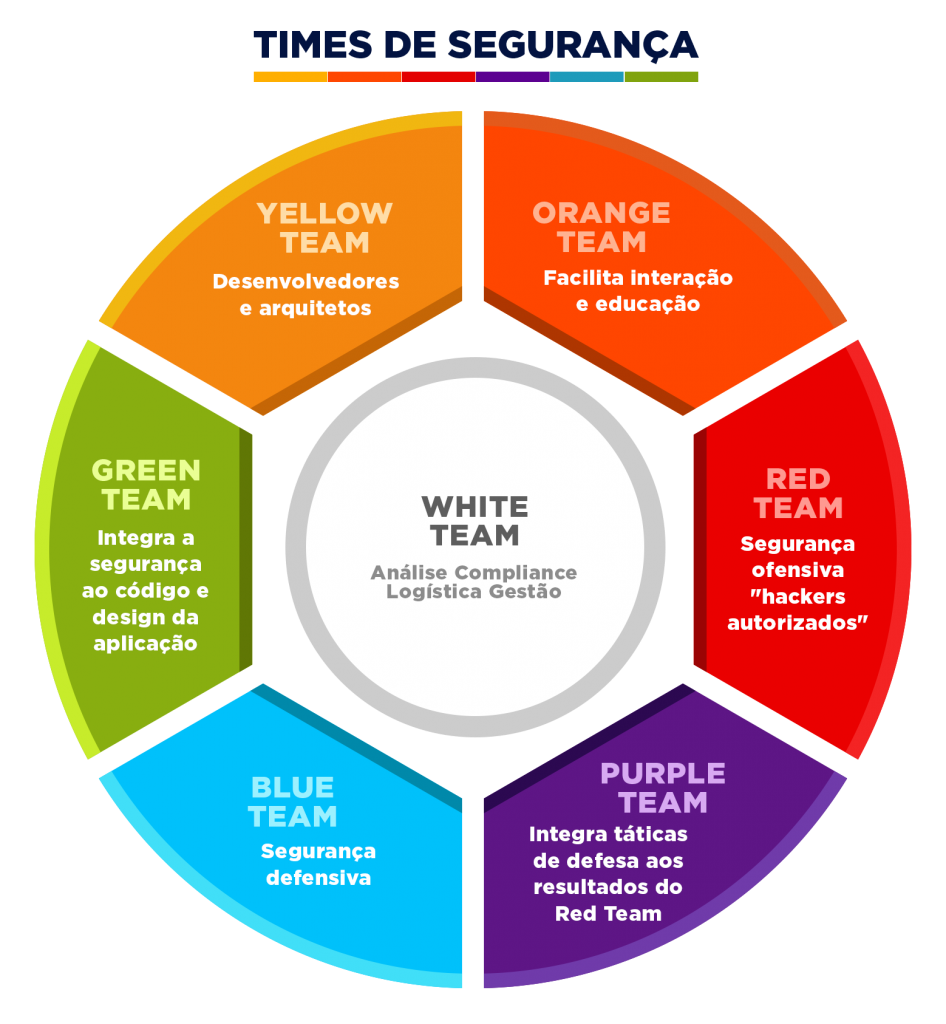 TIMES DE SEGURANÇA
YELLOW
TEAM
Desenvolvedores
e arquitetos
ORANGE
TEAM
Facilita interação
e educação
GREEN
TEAM
Integra a
segurança
ao código e
design da
aplicação
WHITE
TEAM
Análise Compliance
Logística Gestão
RED
TEAM
Segurança
ofensiva
"hackers
autorizados"
BLUE
TEAM
Segurança
defensiva
PURPLE
TEAM
Integra táticas
de defesa aos
resultados do
Red Team